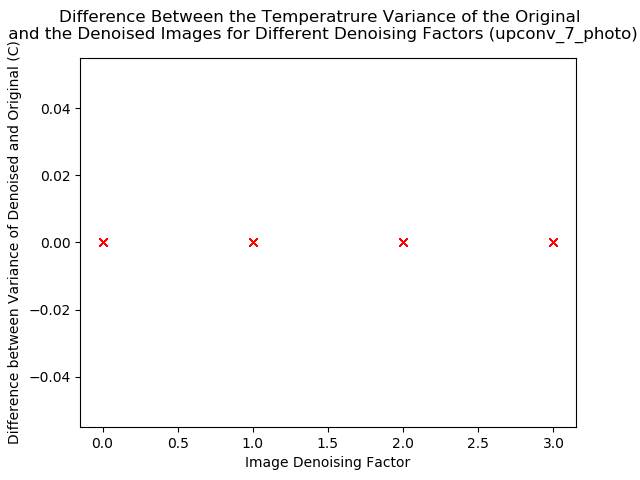 Difference Between the Temperatrure Variance of the Original
and the Denoised Images for Different Denoising Factors (upconv_7_photo)
Difference between Variance of Denoised and Original (C)
0.04
0.02
0.00
−0.02
−0.04
0.0 0.5 1.0 1.5 2.0 2.5 3.0
Image Denoising Factor